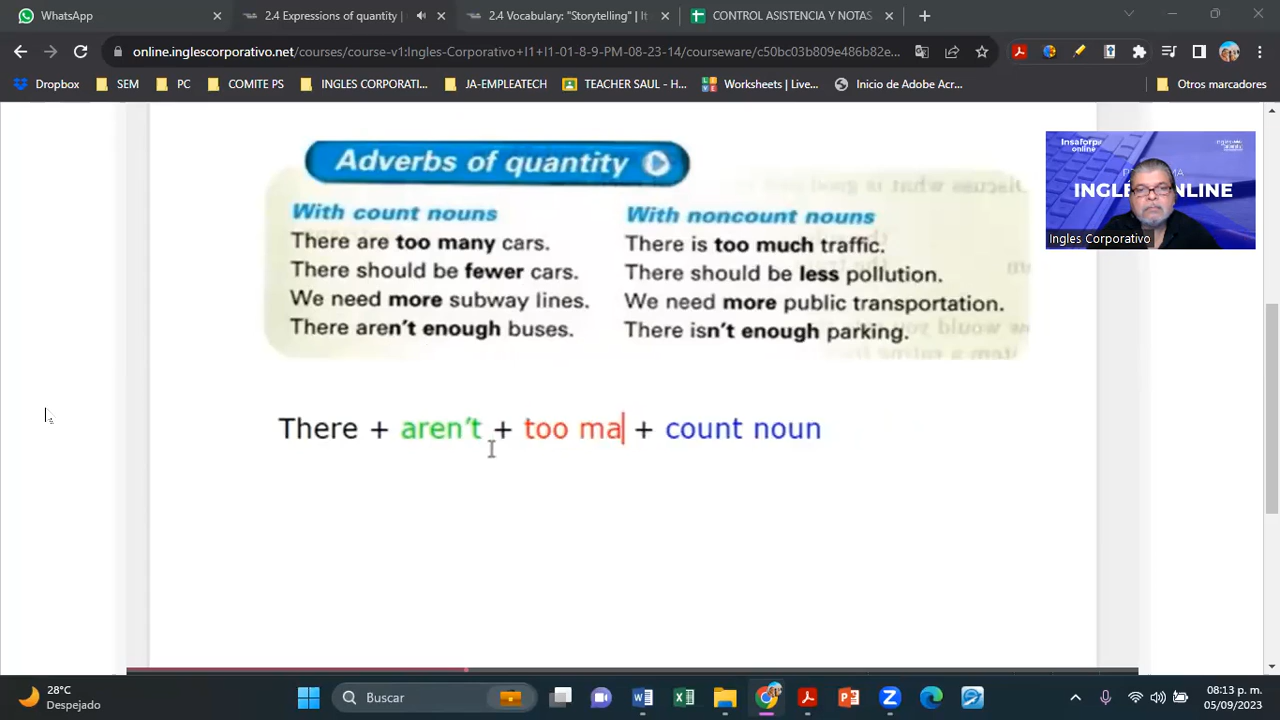 WhatsApp
2.4 Expressions of quantity |
2.4 Vocabulary: "Storytelling" | It
CONTROL ASISTENCIA Y NOTAS
online.inglescorporativo.net/courses/course-v1:Ingles-Corporativo+I1+I1-01-8-9-PM-08-23-14/courseware/c50bc03b809e486b82e...
Dropbox
SEM
PC
COMITE PS
INGLES CORPORATI...
JA-EMPLEATECH
TEACHER SAUL - H...
Worksheets | Live...
Inicio de Adobe Acr...
Otros marcadores
Adverbs of quantity
With count nouns
There are too many cars.
There should be fewer cars.
We need more subway lines.
There aren't enough buses.
With noncount nouns
There is too much traffic.
There should be less pollution.
We need more public transportation.
There isn't enough parking.
Insaforp
online
INGL
NLINE
Ingles Corporativo
There + aren't + too ma + count noun
28°C
Despejado
Buscar
08:13 p. m.
05/09/2023